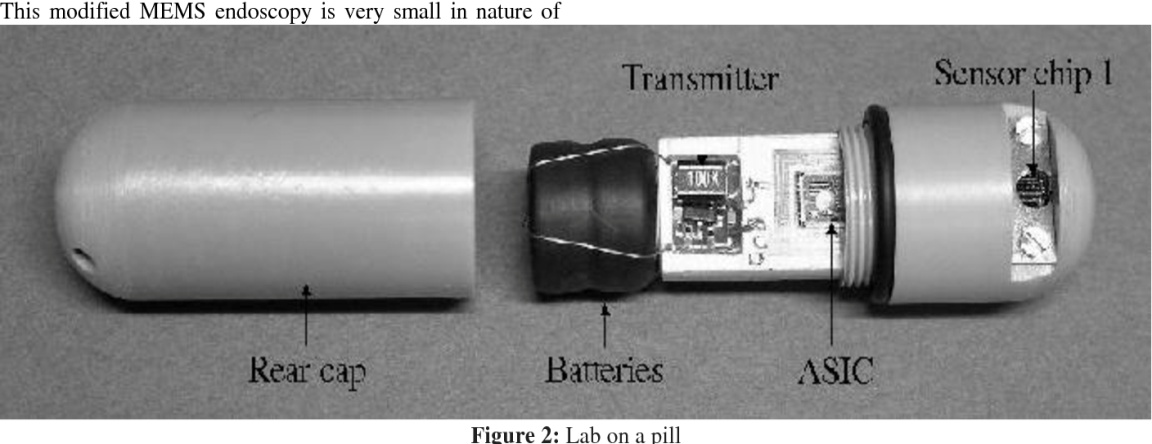 This modified MEMS endoscopy is very small in nature of
Transmitter
Sensor chip 1
100K
Rear cap
Batteries
ASIC
Figure 2: Lab on a pill